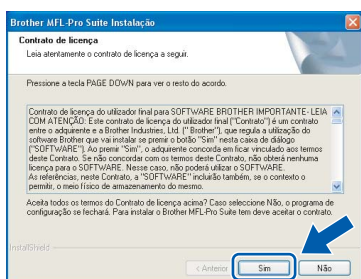 Brother MFL-Pro Suite Instalação
Contrato de licença
Leia atentamente o contrato de licença a seguir.
Pressione a tecla PAGE DOWN para ver o resto do acordo.
Contrato de licença do utilizador final para SOFTWARE BROTHER IMPORTANTE - LEIA
COM ATENÇÃO: Este contrato de licença do utilizador final ("Contrato") é um contrato
entre o adquirente e a Brother Industries, Ltd. ("Brother"), que regula a utilização do
software Brother que vai instalar se premir o botão "Sim" nesta caixa de diálogo
("SOFTWARE"). Ao premir "Sim", o adquirente concorda em ficar vinculado aos termos
deste Contrato. Se não concordar com os termos deste Contrato, não obterá nenhuma
licença para o SOFTWARE. Nesse caso, não poderá utilizar o SOFTWARE.
As referências, neste Contrato, a "SOFTWARE" incluirão também, se o contexto o
permitir, o meio físico de armazenamento do mesmo.
Aceita todos os termos do Contrato de licença acima? Caso seleccione Não, o programa de
configuração se fechará. Para instalar o Brother MFL-Pro Suite tem deve aceitar o contrato.
InstallShield
< Anterior
Sim
Não